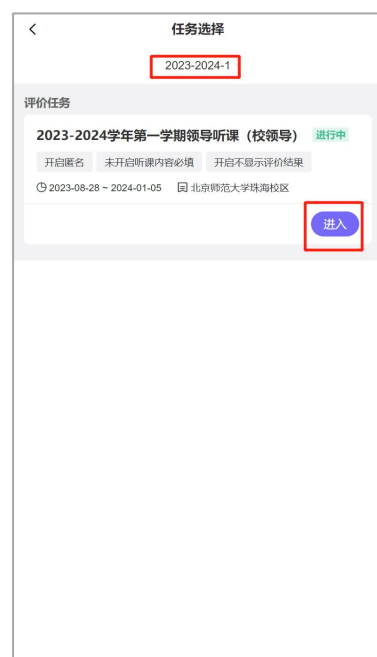 任务选择
2023-2024-1
评价任务
2023-2024学年第一学期领导听课（校领导） 进行中
开启匿名 未开启听课内容必填 开启不显示评价结果
2023-08-28 ~ 2024-01-05 北京师范大学珠海校区
进入